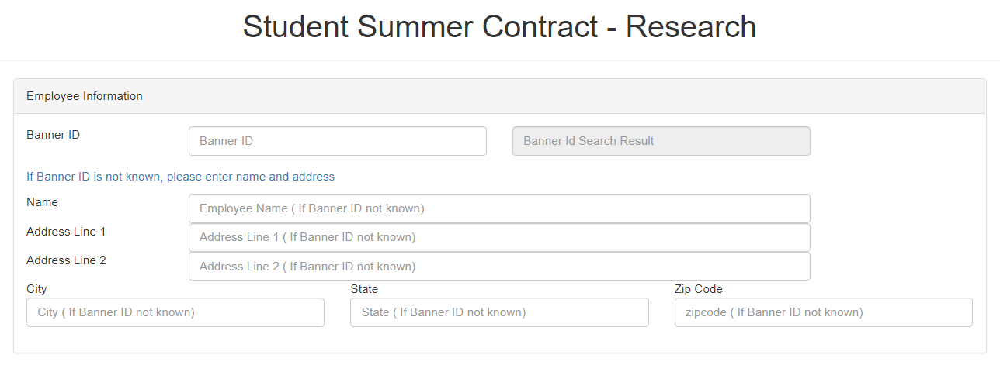 Student Summer Contract - Research
Employee Information
Banner ID
Banner ID
Banner Id Search Result
If Banner ID is not known, please enter name and address
Name
Employee Name ( If Banner ID not known)
Address Line 1
Address Line 1 ( If Banner ID not known)
Address Line 2
Address Line 2 ( If Banner ID not known)
City
State
Zip Code
City ( If Banner ID not known)
State ( If Banner ID not known)
zipcode ( If Banner ID not known)